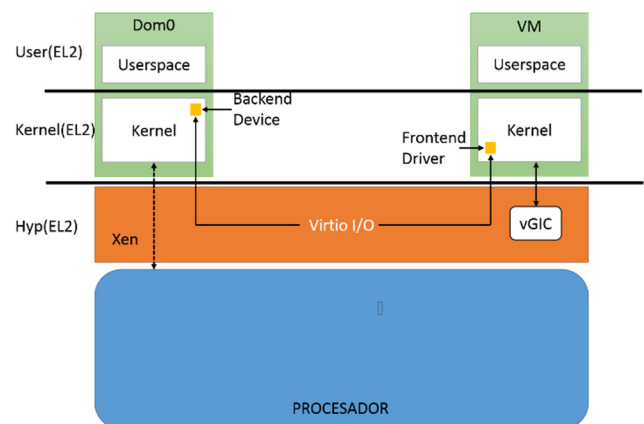 Dom0
VM
User(EL2)
Userspace
Userspace
Backend
Device
Kernel(EL2)
Kernel
Frontend
Driver
Kernel
Hyp(EL2)
Xen
Virtio I/O
vGIC
PROCESADOR